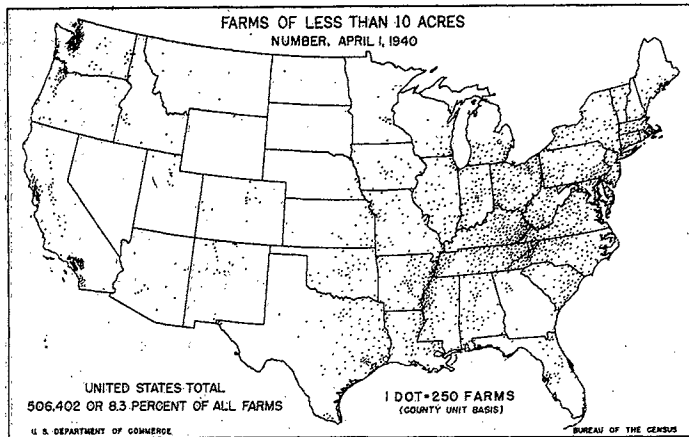 FARMS OF LESS THAN 10 ACRES
NUMBER, APRIL 1, 1940
UNITED STATES TOTAL
506,402 OR 8.3 PERCENT OF ALL FARMS
1 DOT=250 FARMS
(COUNTY UNIT BASIS)
U. S. DEPARTMENT OF COMMERCE
BUREAU OF THE CENSUS